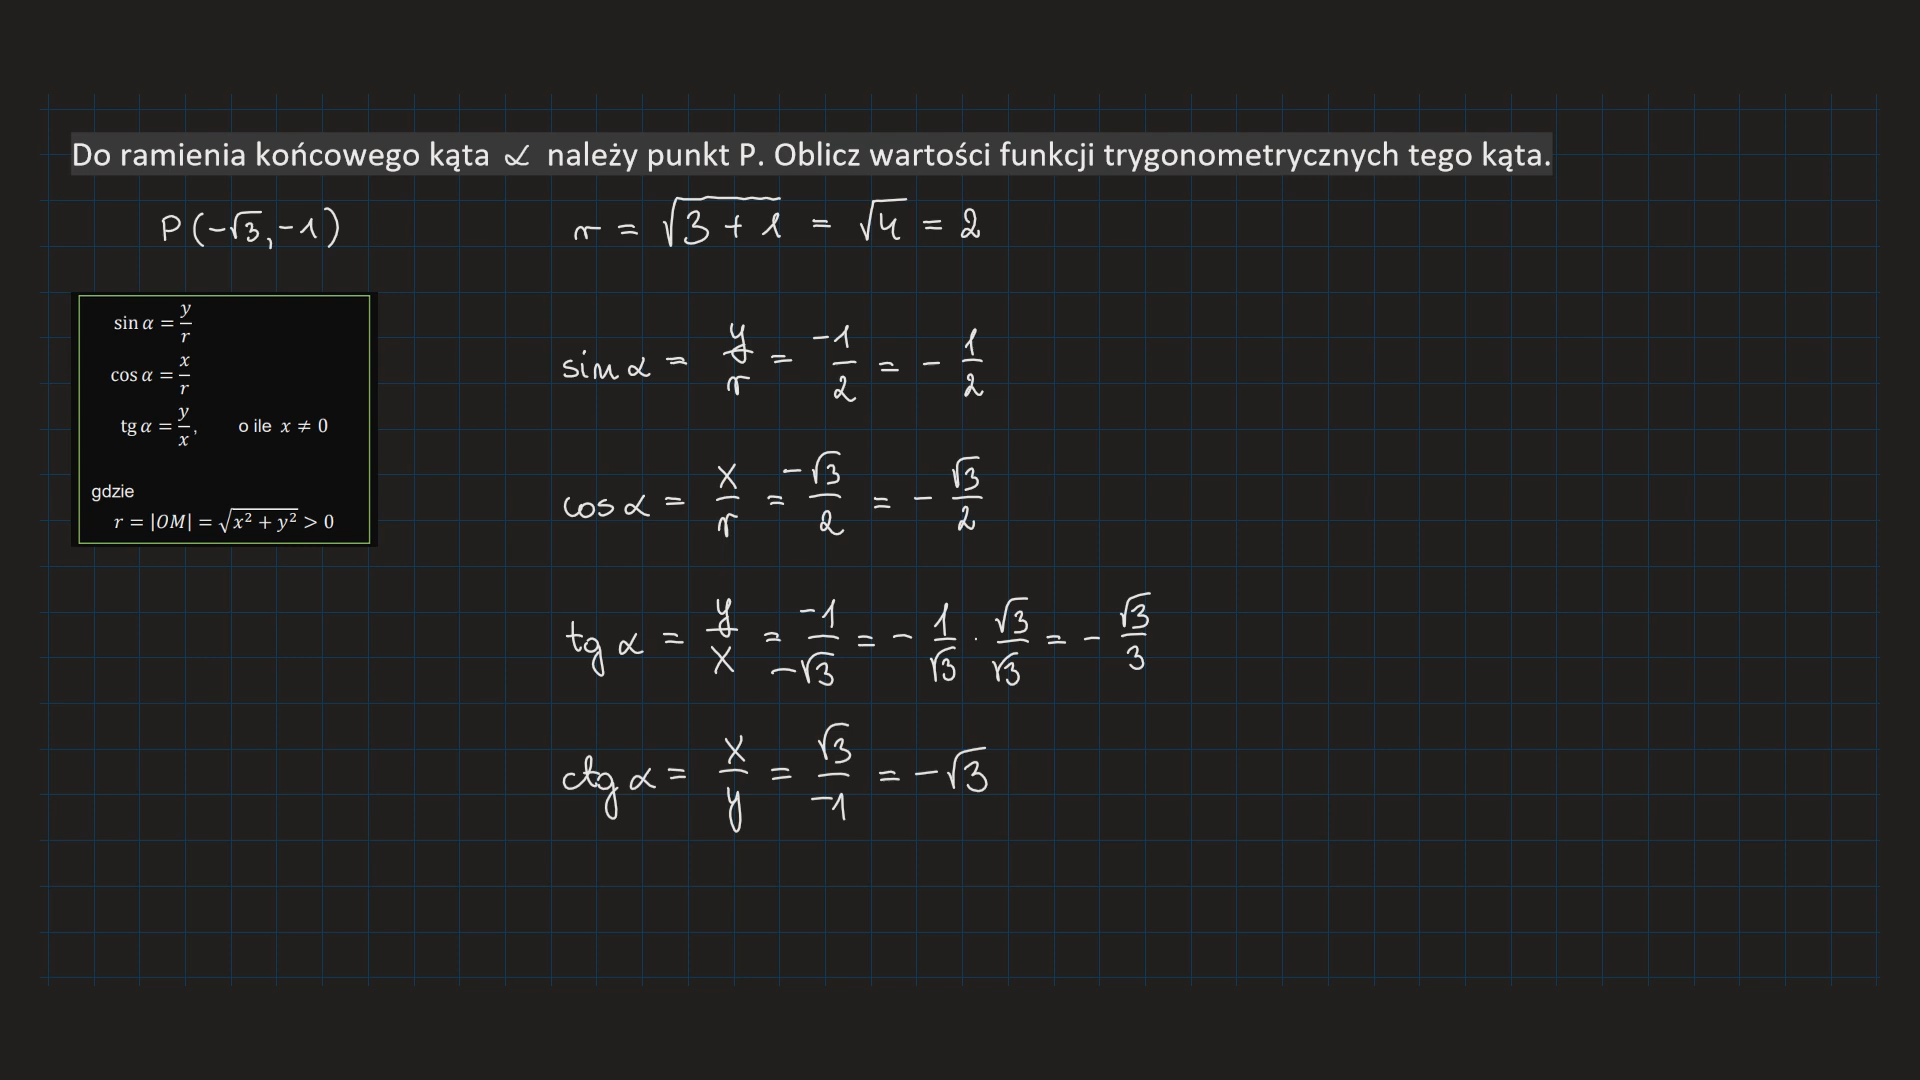 Do ramienia końcowego kąta α należy punkt P. Oblicz wartości funkcji trygonometrycznych tego kąta.
P(-√3, -1)
r = √(3 + 1) = √4 = 2
sin α = y/r
cos α = x/r
tg α = y/x, o ile x ≠ 0
gdzie
r = |OM| = √(x² + y²) > 0
sin α = y/r = -1/2 = - 1/2
cos α = x/r = -√3/2 = - √3/2
tg α = y/x = -1/-√3 = - 1/√3 · √3/√3 = - √3/3
ctg α = x/y = √3/-1 = -√3